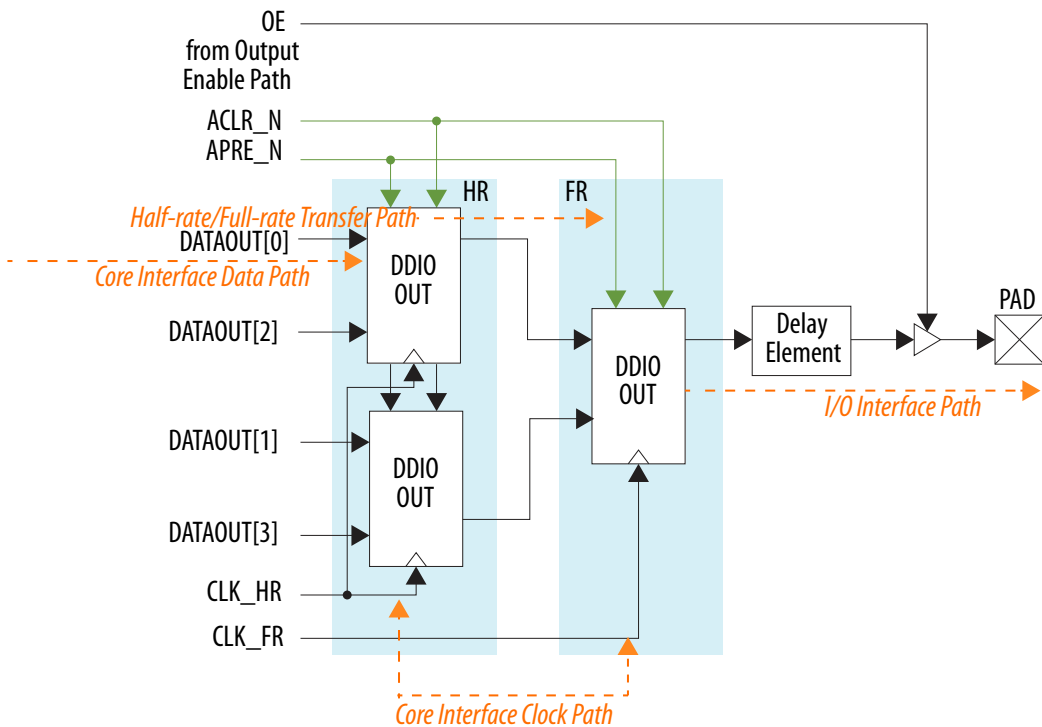 OE
from Output
Enable Path
ACLR_N
APRE_N
HR
FR
Half-rate/Full-rate Transfer Path
DATAOUT[0]
Core Interface Data Path
DDIO
OUT
DATAOUT[2]
PAD
Delay
Element
DDIO
OUT
I/O Interface Path
DATAOUT[1]
DDIO
OUT
DATAOUT[3]
CLK_HR
CLK_FR
Core Interface Clock Path